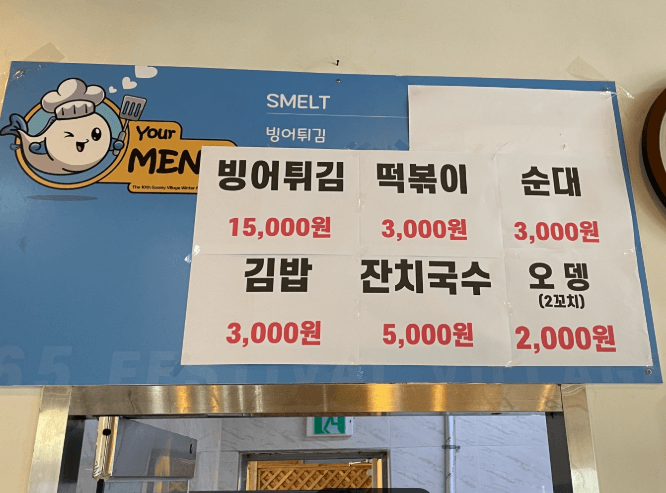 SMELT
빙어튀김
Your
MEN
빙어튀김 떡볶이 순대
15,000원 3,000원 3,000원
김밥 잔치국수 오뎅
(2꼬치)
3,000원 5,000원 2,000원
65 FESTIVAL